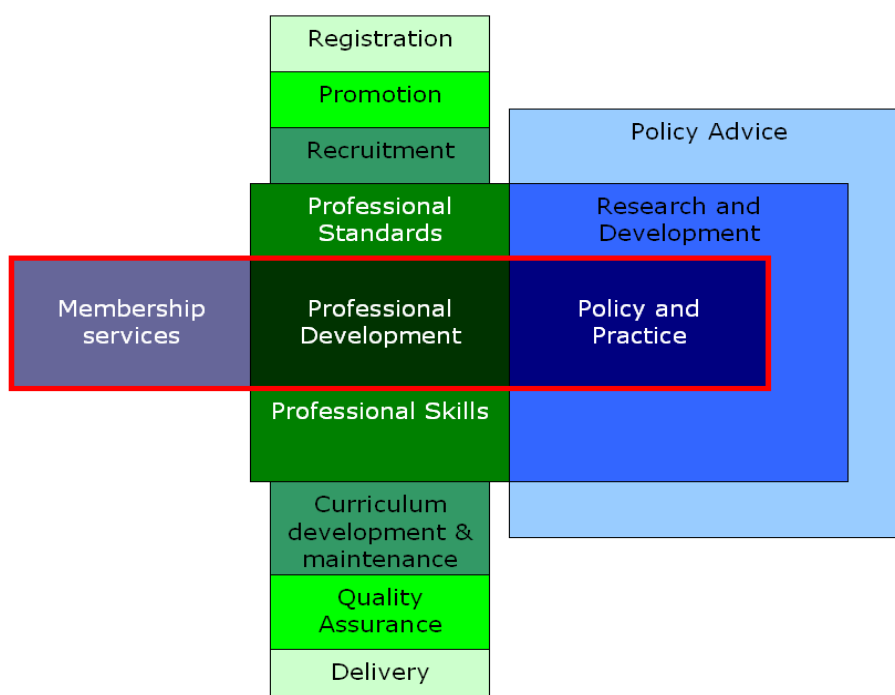 Registration
Promotion
Policy Advice
Recruitment
Professional
Standards
Research and
Development
Membership
services
Professional
Development
Policy and
Practice
Professional Skills
Curriculum
development &
maintenance
Quality
Assurance
Delivery